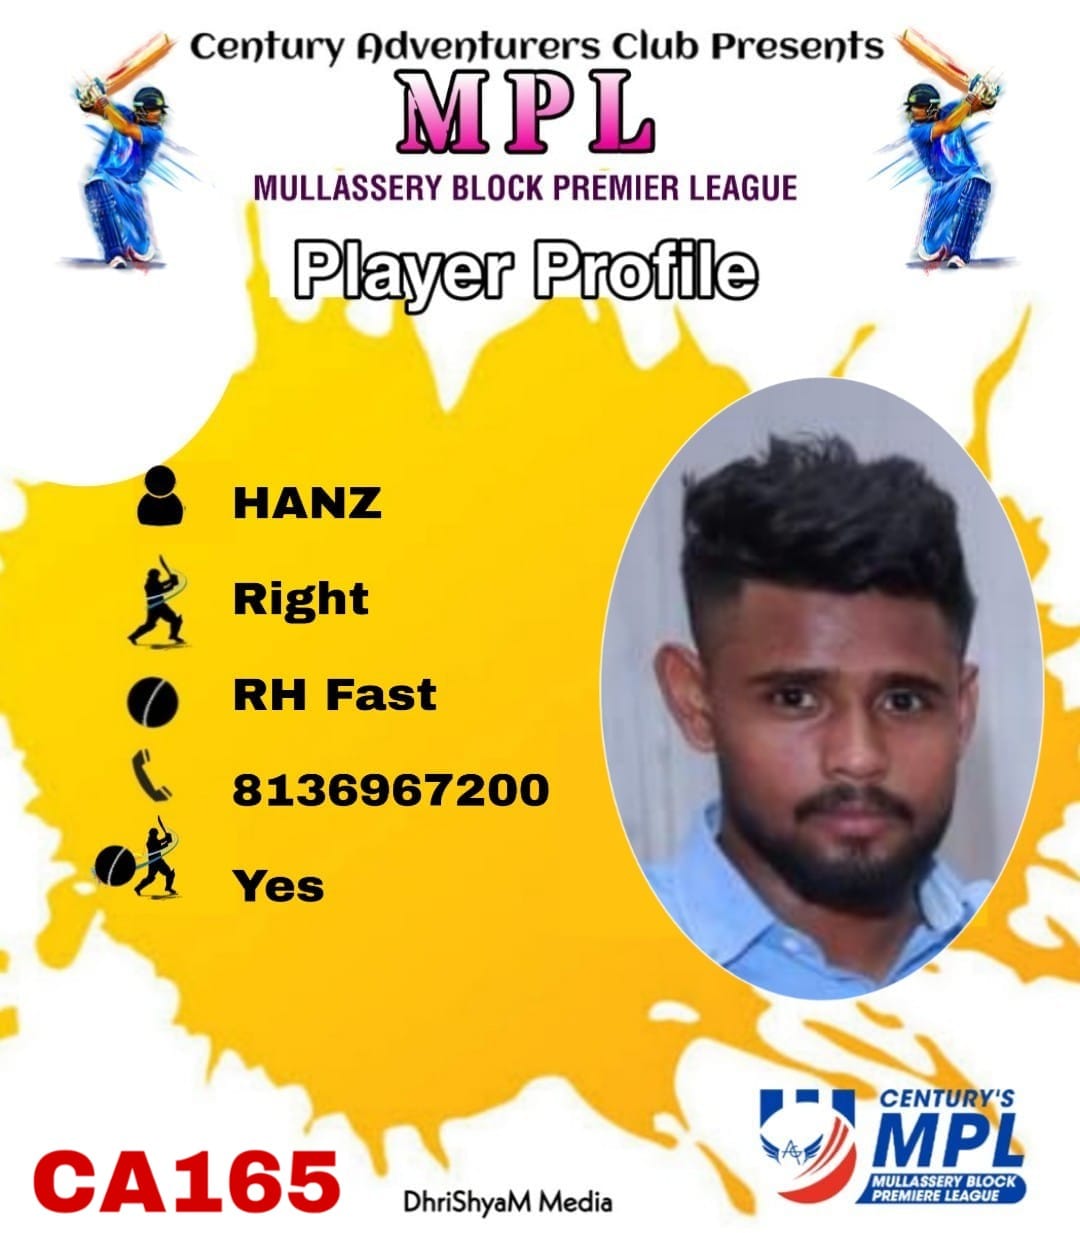 Century Adventurers Club Presents
MPL
MULLASSERY BLOCK PREMIER LEAGUE
Player Profile
HANZ
Right
RH Fast
8136967200
Yes
CENTURY'S
MPL
MULLASSERY BLOCK
PREMIERE LEAGUE
CA165
DhriShyaM Media